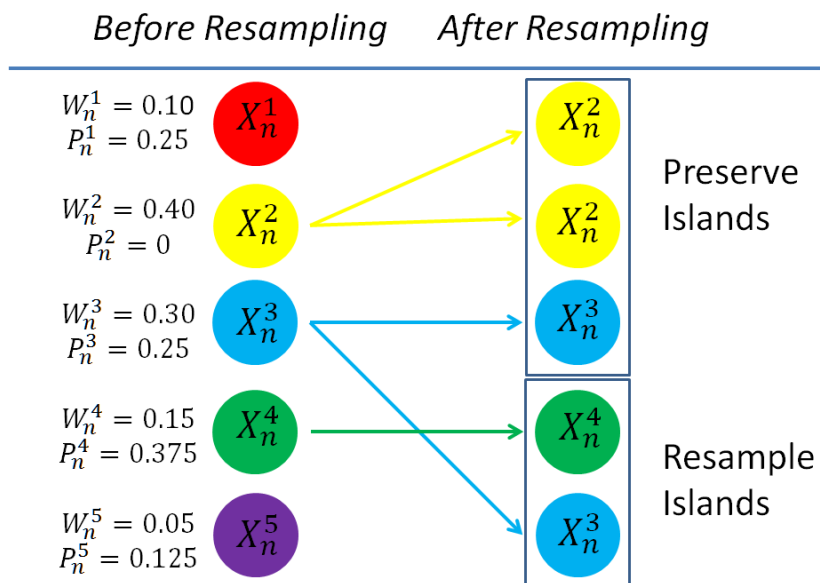 Before Resampling After Resampling
W_n^1 = 0.10
P_n^1 = 0.25
X_n^1
X_n^2
W_n^2 = 0.40
P_n^2 = 0
X_n^2
X_n^2
Preserve
Islands
W_n^3 = 0.30
P_n^3 = 0.25
X_n^3
X_n^3
W_n^4 = 0.15
P_n^4 = 0.375
X_n^4
X_n^4
Resample
Islands
W_n^5 = 0.05
P_n^5 = 0.125
X_n^5
X_n^3